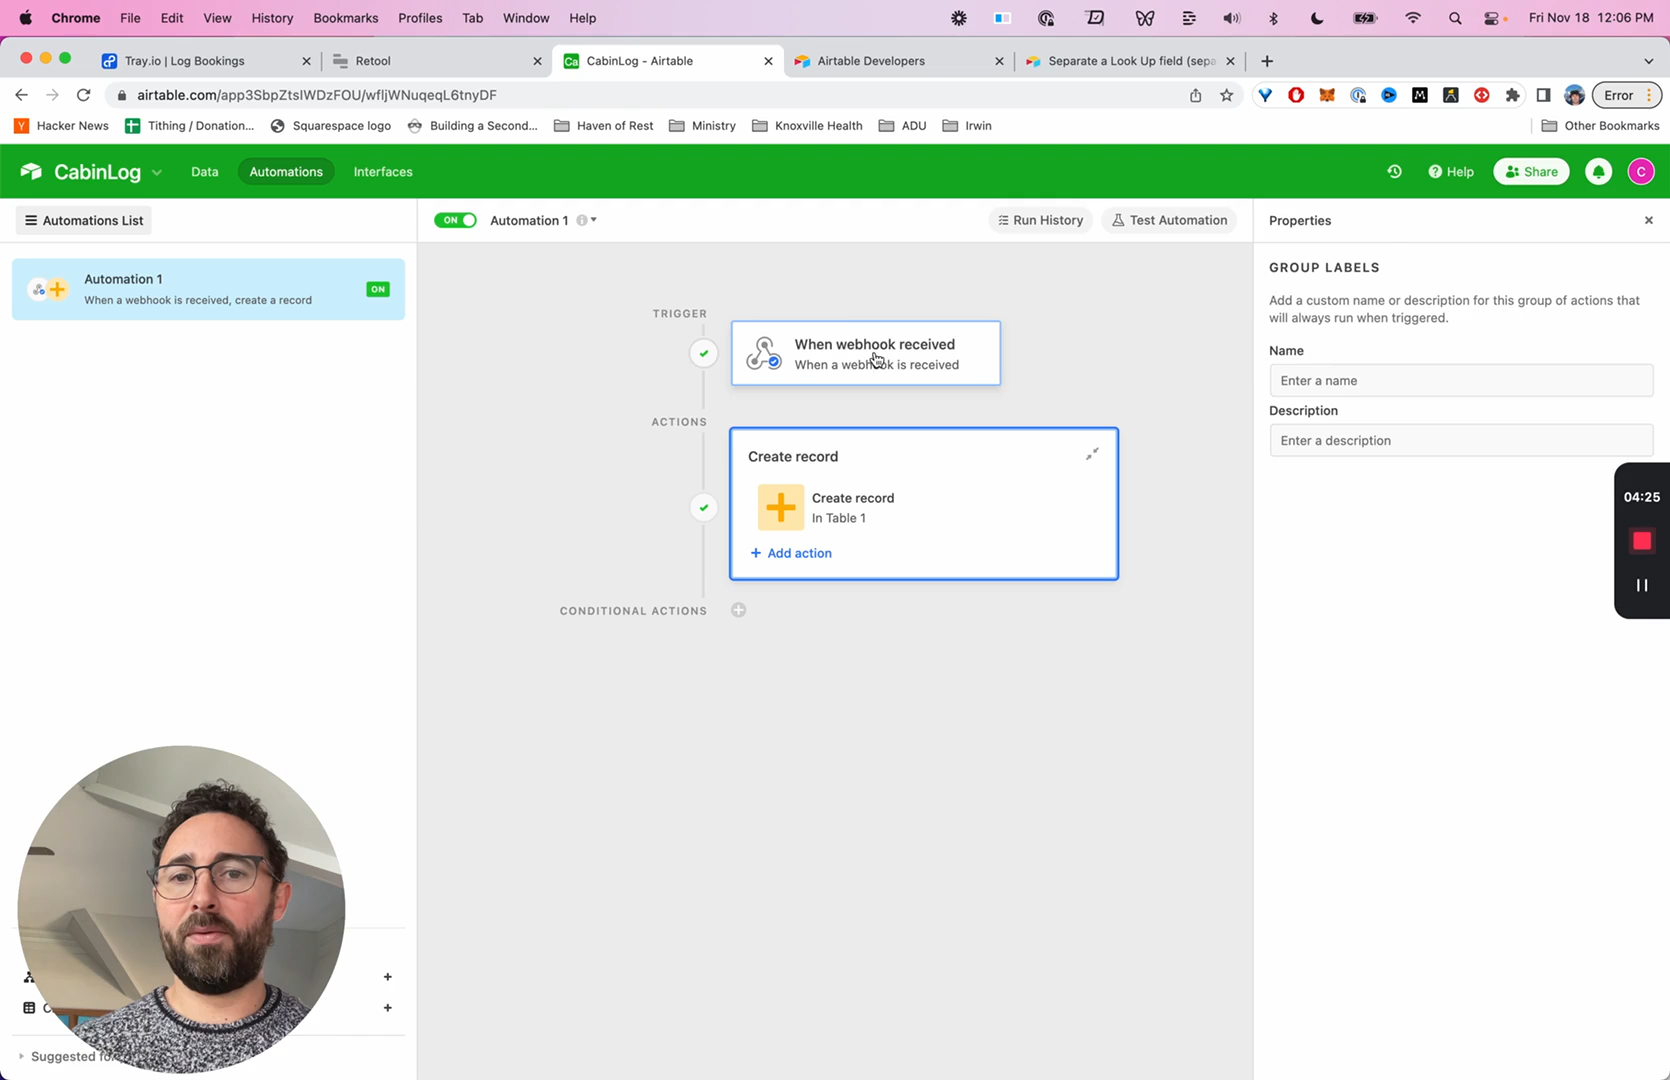 Chrome File Edit View History Bookmarks Profiles Tab Window Help Fri Nov 18 12:06 PM
Tray.io | Log Bookings Retool CabinLog - Airtable Airtable Developers Separate a Look Up field (sepa
airtable.com/app3SbpZtsIWDzFOU/wfljWNuqeqL6tnyDF Error
Hacker News Tithing / Donation... Squarespace logo Building a Second... Haven of Rest Ministry Knoxville Health ADU Irwin Other Bookmarks
CabinLog Data Automations Interfaces Help Share C
Automations List ON Automation 1 Run History Test Automation Properties
Automation 1
When a webhook is received, create a record
ON
TRIGGER
When webhook received
When a webhook is received
ACTIONS
Create record
Create record
In Table 1
+ Add action
CONDITIONAL ACTIONS
GROUP LABELS
Add a custom name or description for this group of actions that
will always run when triggered.
Name
Enter a name
Description
Enter a description
04:25
Suggested for